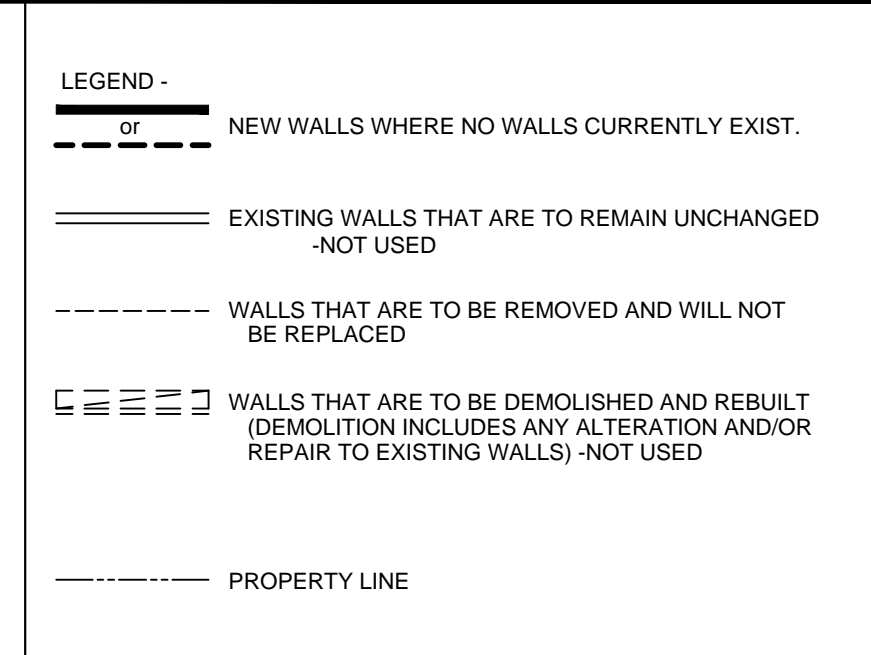 LEGEND -
or
NEW WALLS WHERE NO WALLS CURRENTLY EXIST.
EXISTING WALLS THAT ARE TO REMAIN UNCHANGED
-NOT USED
WALLS THAT ARE TO BE REMOVED AND WILL NOT
BE REPLACED
WALLS THAT ARE TO BE DEMOLISHED AND REBUILT
(DEMOLITION INCLUDES ANY ALTERATION AND/OR
REPAIR TO EXISTING WALLS) -NOT USED
PROPERTY LINE